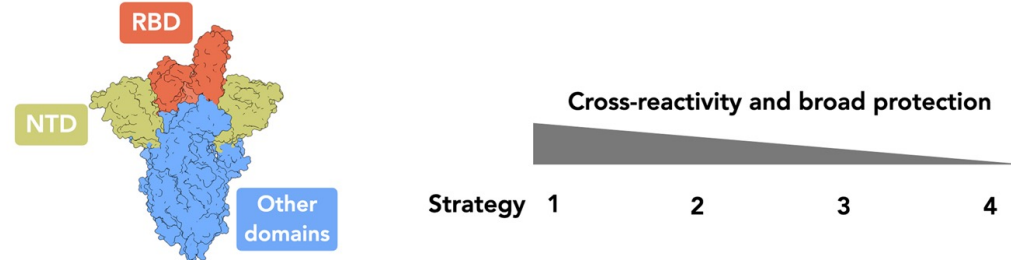 RBD
NTD
Other
domains
Cross-reactivity and broad protection
Strategy 1 2 3 4